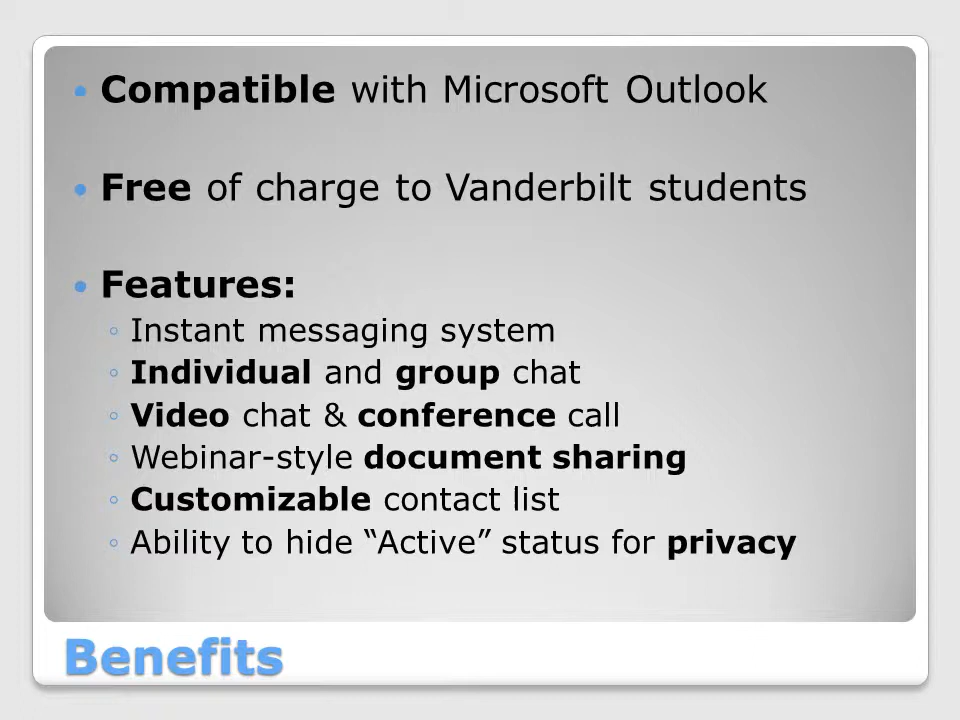 Compatible with Microsoft Outlook
Free of charge to Vanderbilt students
Features:
Instant messaging system
Individual and group chat
Video chat & conference call
Webinar-style document sharing
Customizable contact list
Ability to hide “Active” status for privacy
Benefits